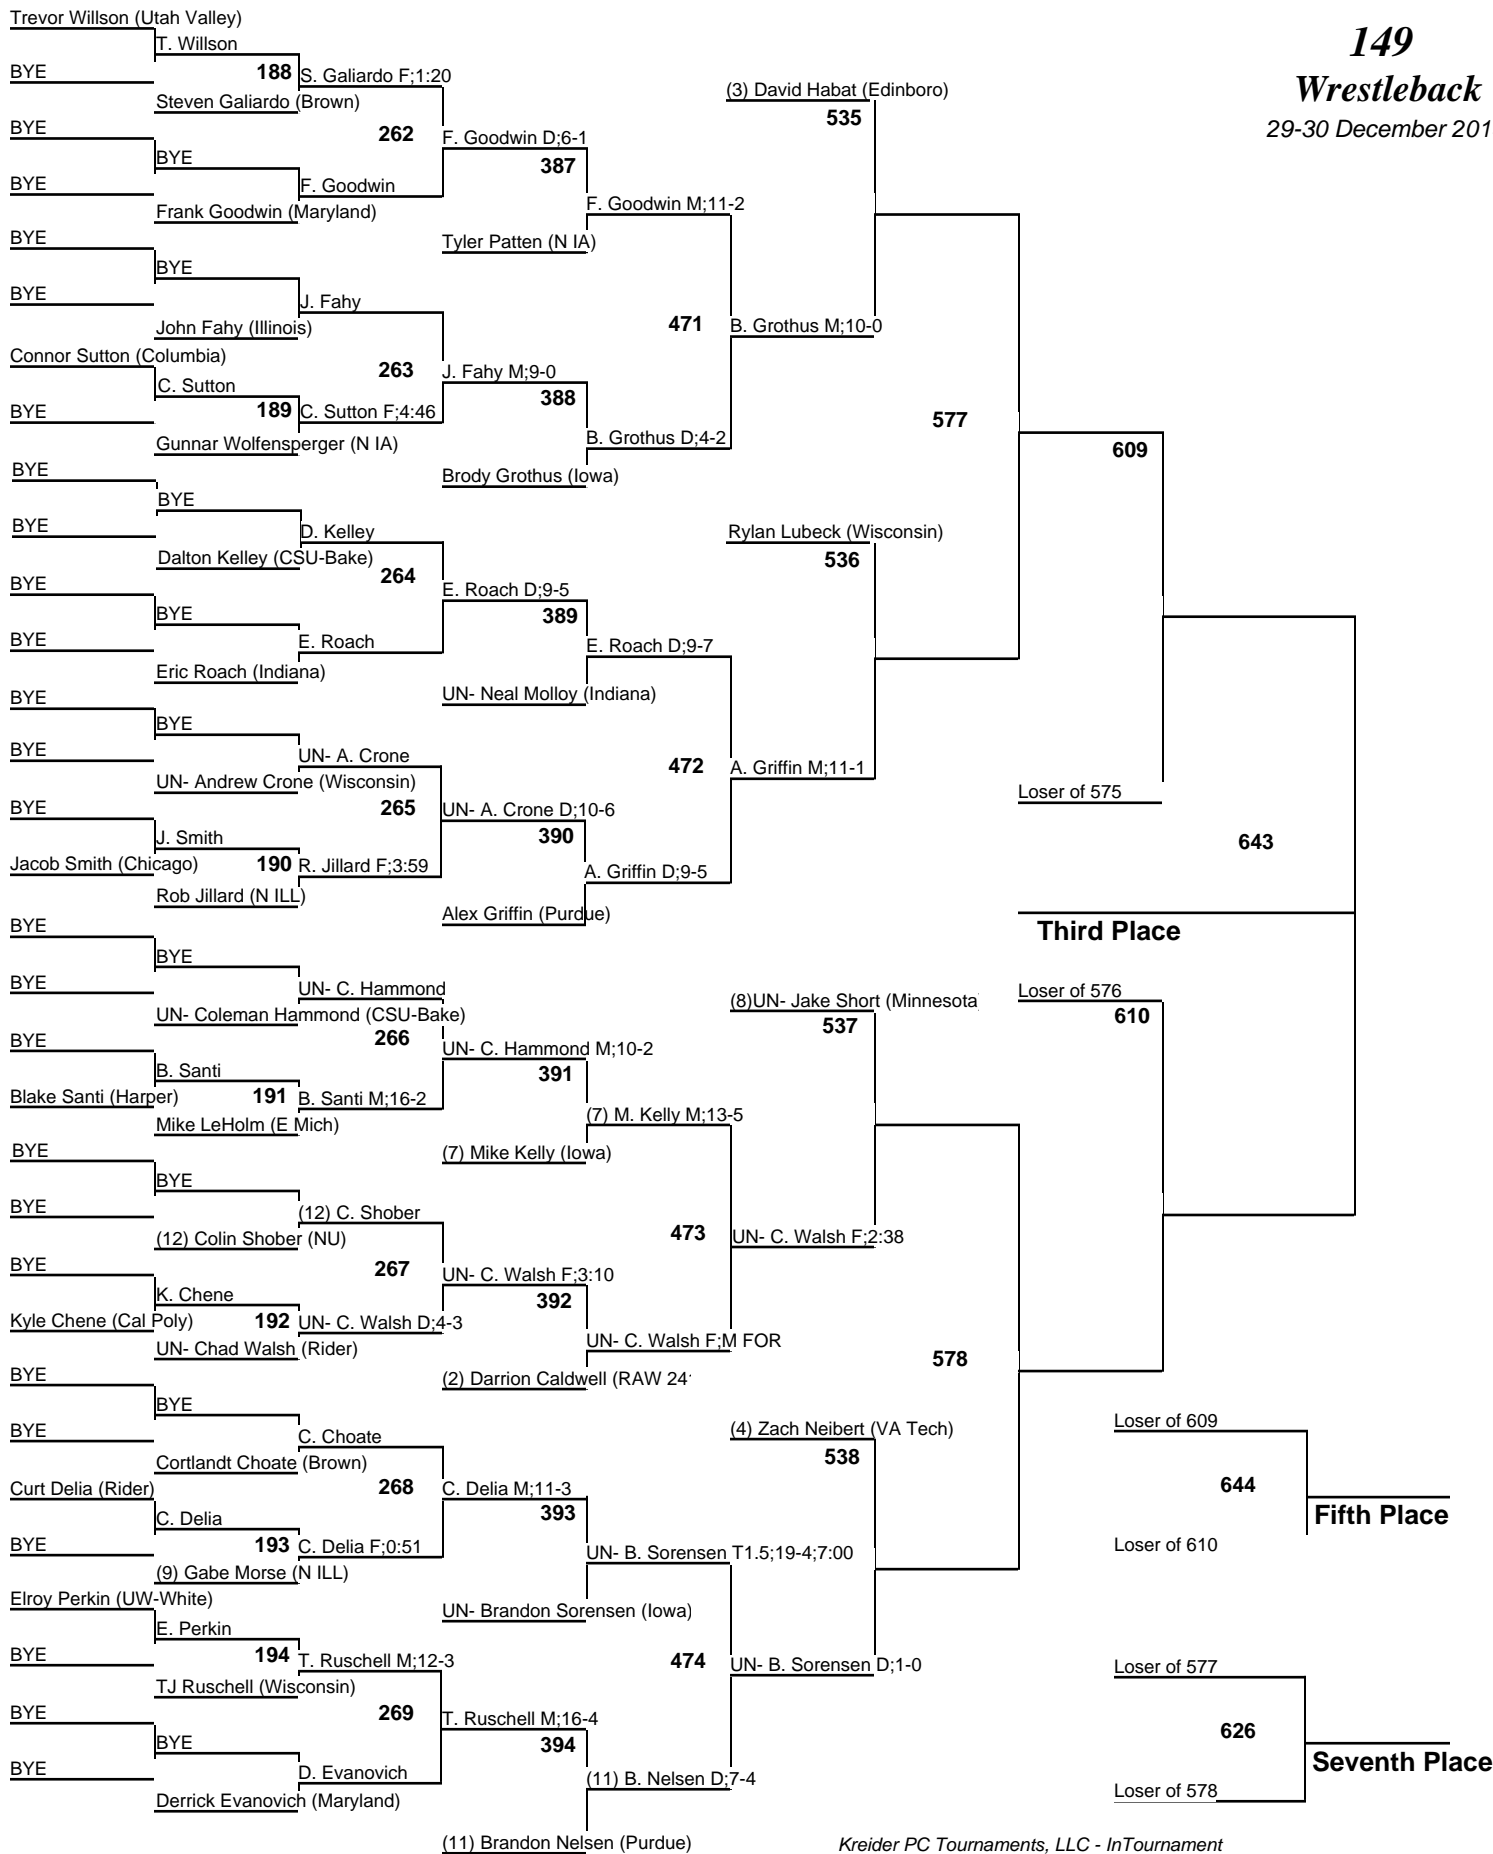 Trevor Willson (Utah Valley)
T. Willson
BYE
188
S. Galiardo F;1:20
Steven Galiardo (Brown)
BYE
262
F. Goodwin D;6-1
BYE
387
BYE
F. Goodwin
Frank Goodwin (Maryland)
F. Goodwin M;11-2
BYE
Tyler Patten (N IA)
BYE
BYE
J. Fahy
John Fahy (Illinois)
471
B. Grothus M;10-0
Connor Sutton (Columbia)
263
J. Fahy M;9-0
C. Sutton
388
BYE
189
C. Sutton F;4:46
B. Grothus D;4-2
Gunnar Wolfensperger (N IA)
Brody Grothus (Iowa)
BYE
BYE
BYE
D. Kelley
Dalton Kelley (CSU-Bake)
264
BYE
E. Roach D;9-5
BYE
389
BYE
E. Roach
E. Roach D;9-7
Eric Roach (Indiana)
UN- Neal Molloy (Indiana)
BYE
BYE
BYE
UN- A. Crone
UN- Andrew Crone (Wisconsin)
472
A. Griffin M;11-1
BYE
265
UN- A. Crone D;10-6
J. Smith
390
Jacob Smith (Chicago)
190
R. Jillard F;3:59
A. Griffin D;9-5
Rob Jillard (N ILL)
Alex Griffin (Purdue)
BYE
BYE
BYE
UN- C. Hammond
UN- Coleman Hammond (CSU-Bake)
266
BYE
UN- C. Hammond M;10-2
B. Santi
391
Blake Santi (Harper)
191
B. Santi M;16-2
(7) M. Kelly M;13-5
Mike LeHolm (E Mich)
(7) Mike Kelly (Iowa)
BYE
BYE
BYE
(12) C. Shober
(12) Colin Shober (NU)
473
UN- C. Walsh F;2:38
BYE
267
UN- C. Walsh F;3:10
K. Chene
392
Kyle Chene (Cal Poly)
192
UN- C. Walsh D;4-3
UN- Chad Walsh (Rider)
UN- C. Walsh F;M FOR
BYE
(2) Darrion Caldwell (RAW 24
BYE
BYE
C. Choate
Cortlandt Choate (Brown)
268
Curt Delia (Rider)
C. Delia M;11-3
C. Delia
393
BYE
193
C. Delia F;0:51
UN- B. Sorensen T1.5;19-4;7:00
(9) Gabe Morse (N ILL)
Elroy Perkin (UW-White)
UN- Brandon Sorensen (Iowa)
E. Perkin
BYE
194
T. Ruschell M;12-3
474
UN- B. Sorensen D;1-0
TJ Ruschell (Wisconsin)
BYE
269
T. Ruschell M;16-4
BYE
394
BYE
D. Evanovich
(11) B. Nelsen D;7-4
Derrick Evanovich (Maryland)
(11) Brandon Nelsen (Purdue)
(3) David Habat (Edinboro)
535
577
Rylan Lubeck (Wisconsin)
536
609
Loser of 575
643
Third Place
Loser of 576
(8)UN- Jake Short (Minnesota
537
610
578
(4) Zach Neibert (VA Tech)
538
Loser of 609
644
Fifth Place
Loser of 610
Loser of 577
626
Seventh Place
Loser of 578
149
Wrestleback
29-30 December 201
Kreider PC Tournaments, LLC - InTournament